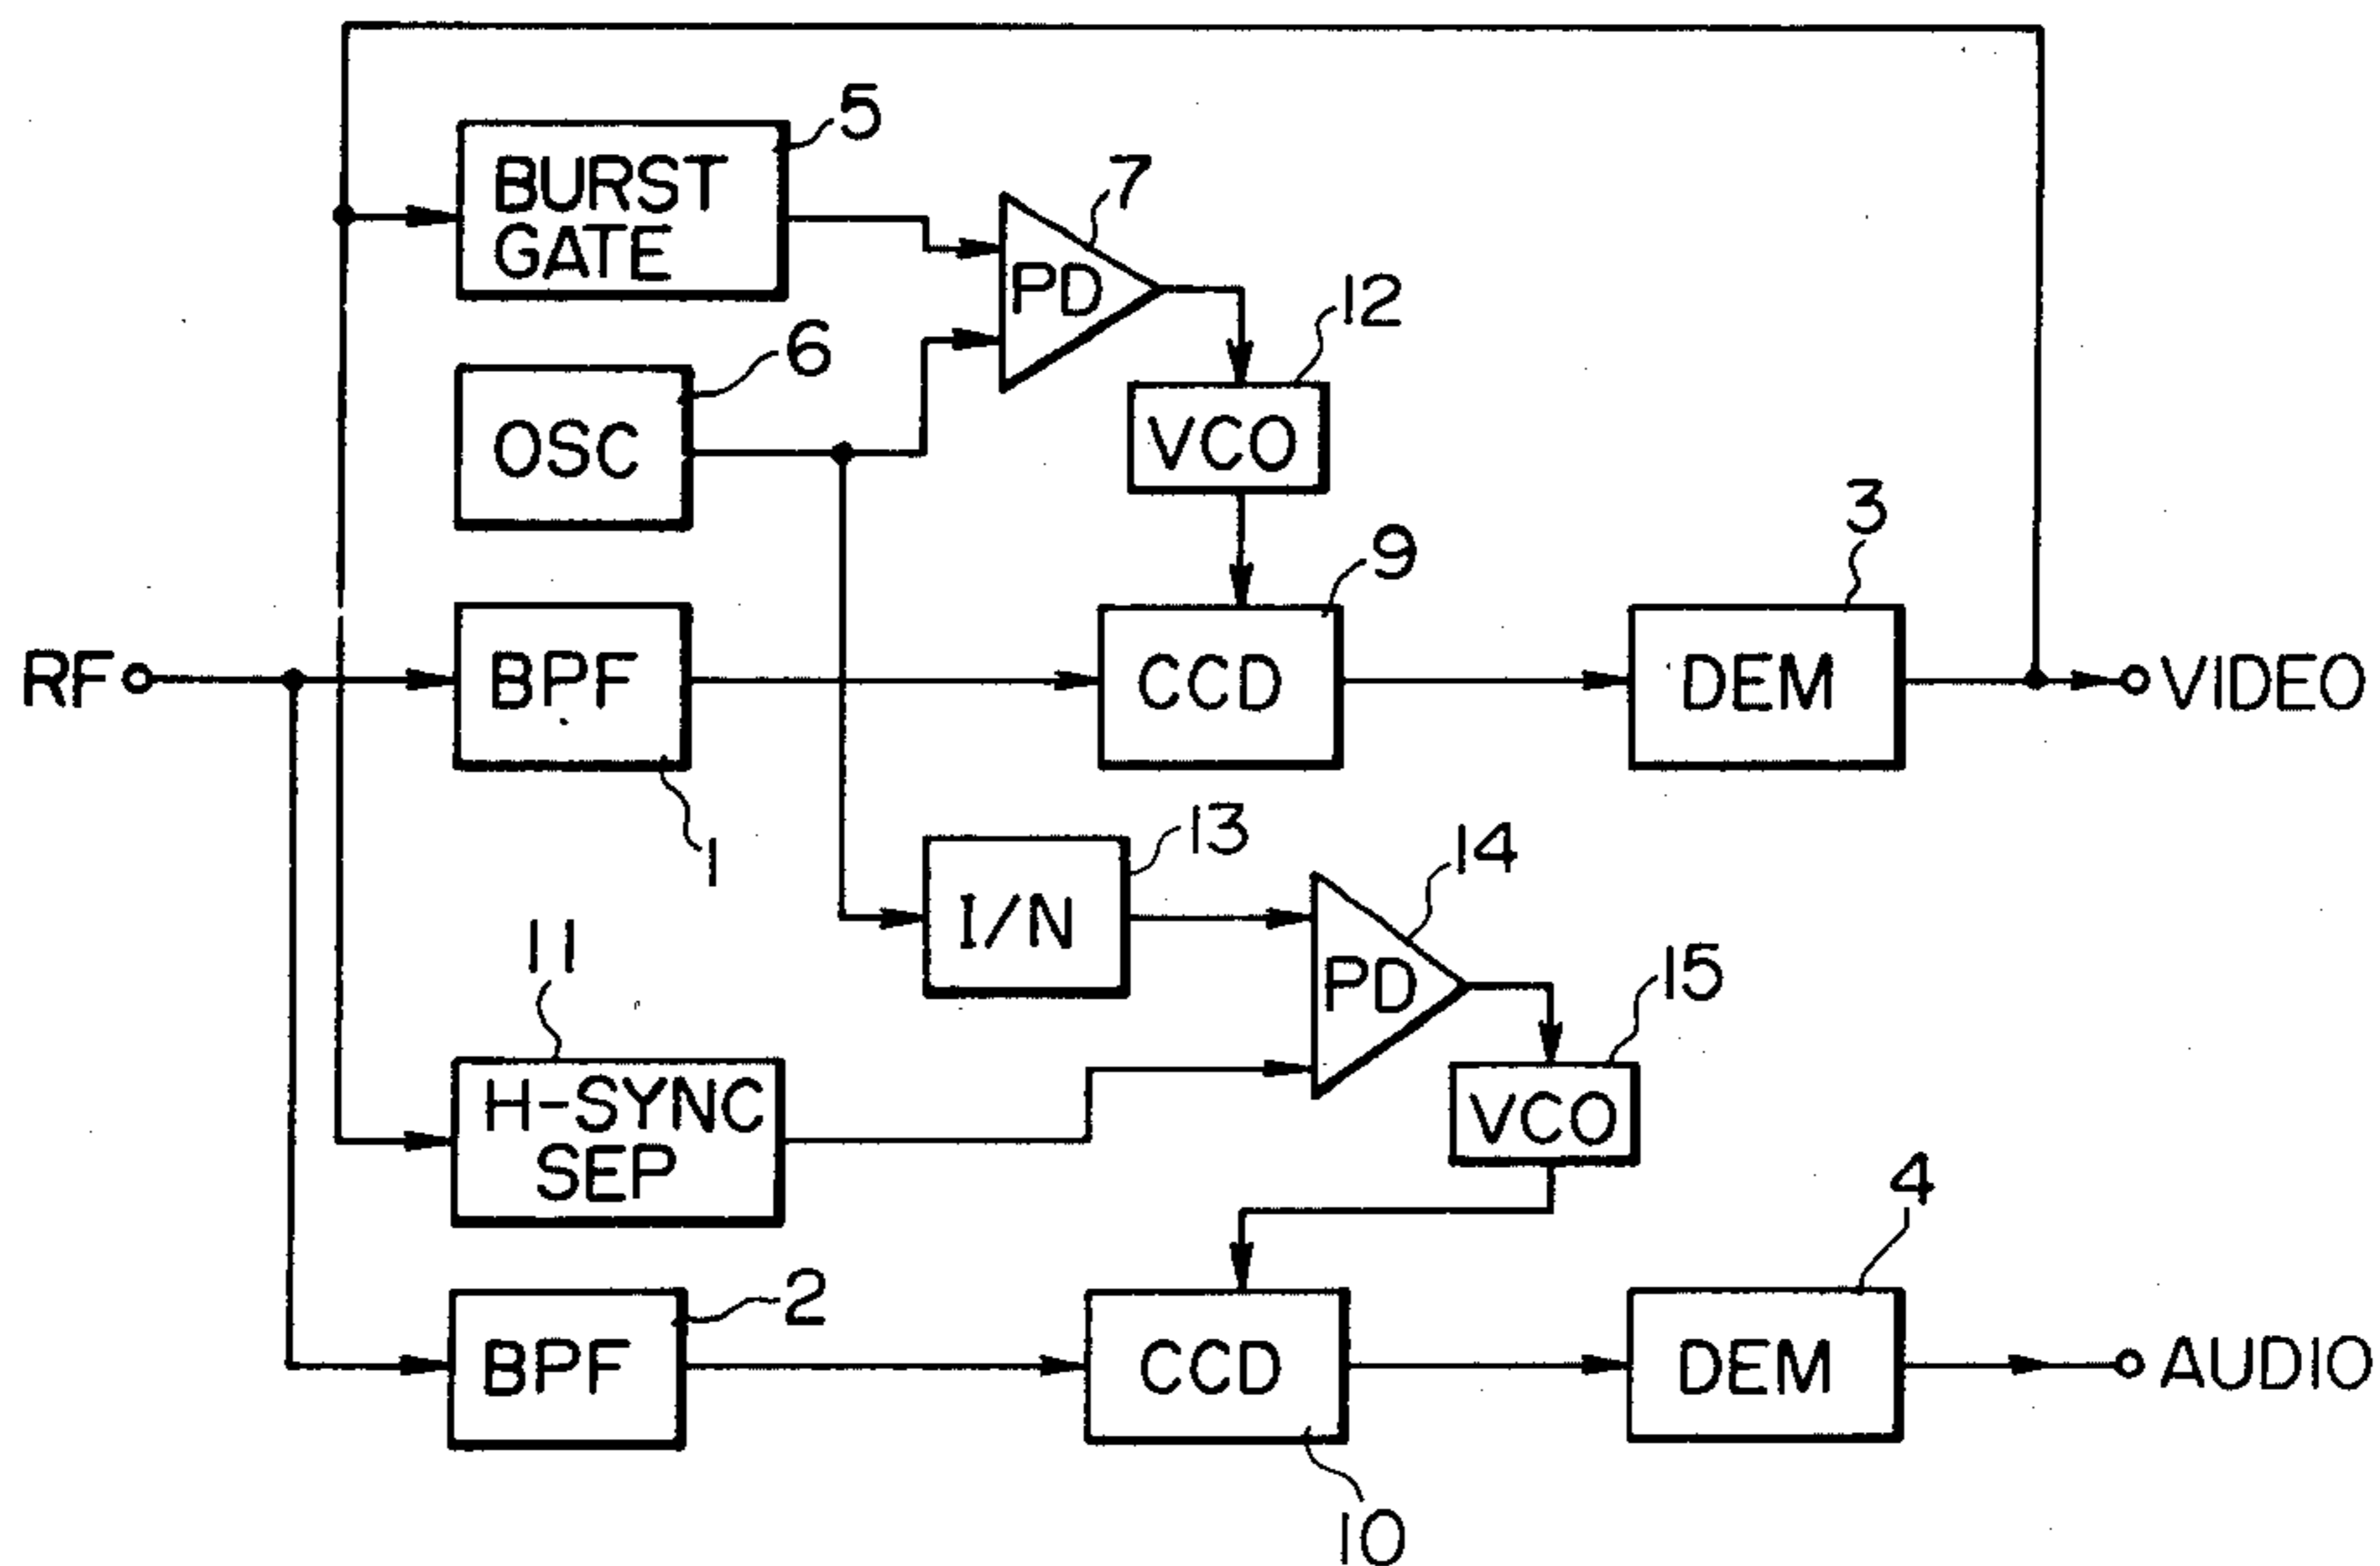 5
BURST
GATE
7
PD
12
6
OSC
VCO
3
9
RF
BPF
CCD
DEM
VIDEO
1
13
14
I/N
11
PD
15
H-SYNC
SEP
VCO
4
2
BPF
CCD
DEM
AUDIO
10